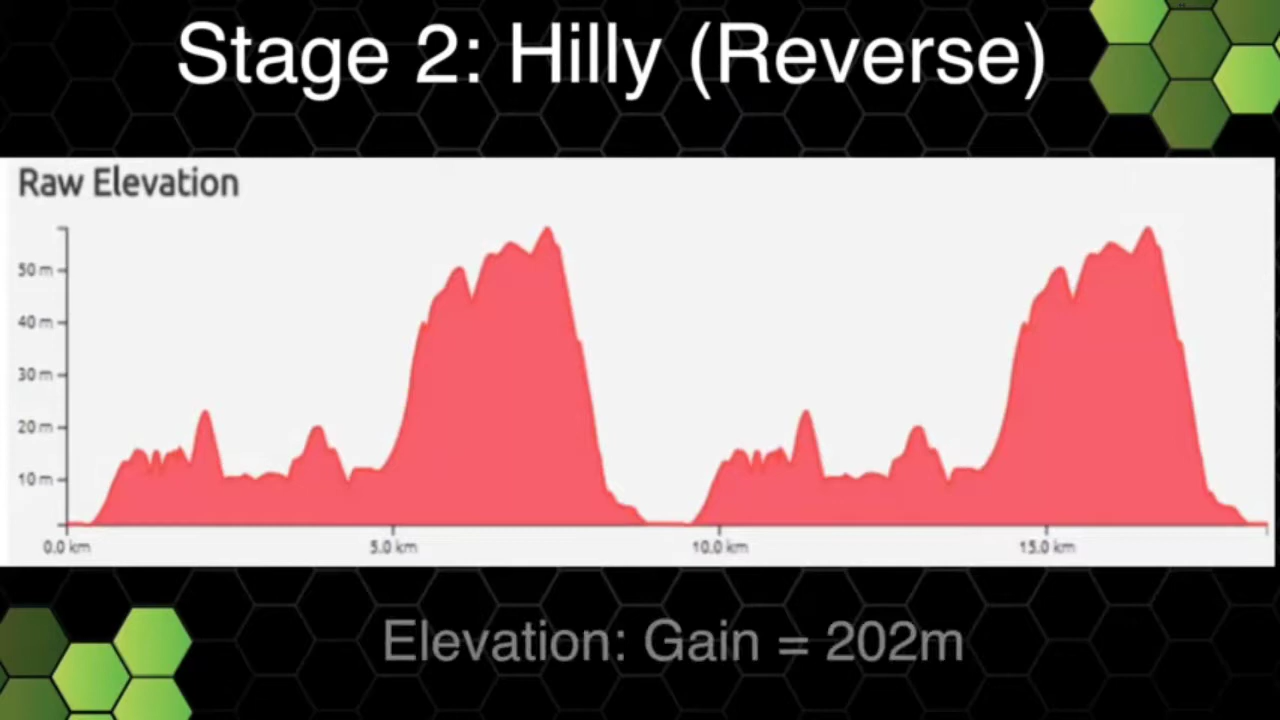 Stage 2: Hilly (Reverse)
Raw Elevation
50 m
40 m
30 m
20 m
10 m
0.0 km 5.0 km 10.0 km 15.0 km
Elevation: Gain = 202m